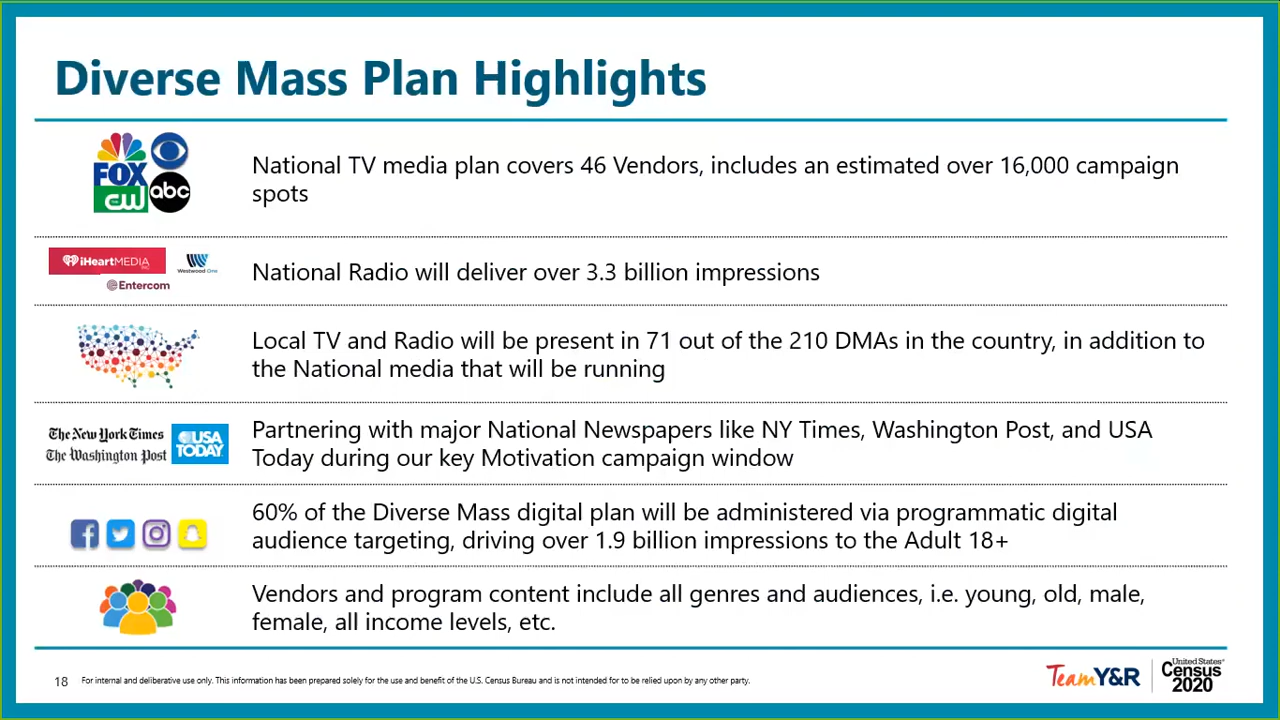 Diverse Mass Plan Highlights
FOX
CW
abc
National TV media plan covers 46 Vendors, includes an estimated over 16,000 campaign
spots
iHeartMEDIA
INC
Westwood One
Entercom
National Radio will deliver over 3.3 billion impressions
Local TV and Radio will be present in 71 out of the 210 DMAs in the country, in addition to
the National media that will be running
The New York Times
The Washington Post
USA
TODAY
Partnering with major National Newspapers like NY Times, Washington Post, and USA
Today during our key Motivation campaign window
60% of the Diverse Mass digital plan will be administered via programmatic digital
audience targeting, driving over 1.9 billion impressions to the Adult 18+
Vendors and program content include all genres and audiences, i.e. young, old, male,
female, all income levels, etc.
18
For internal and deliberative use only. This information has been prepared solely for the use and benefit of the U.S. Census Bureau and is not intended for to be relied upon by any other party.
TeamY&R
United States®
Census
2020